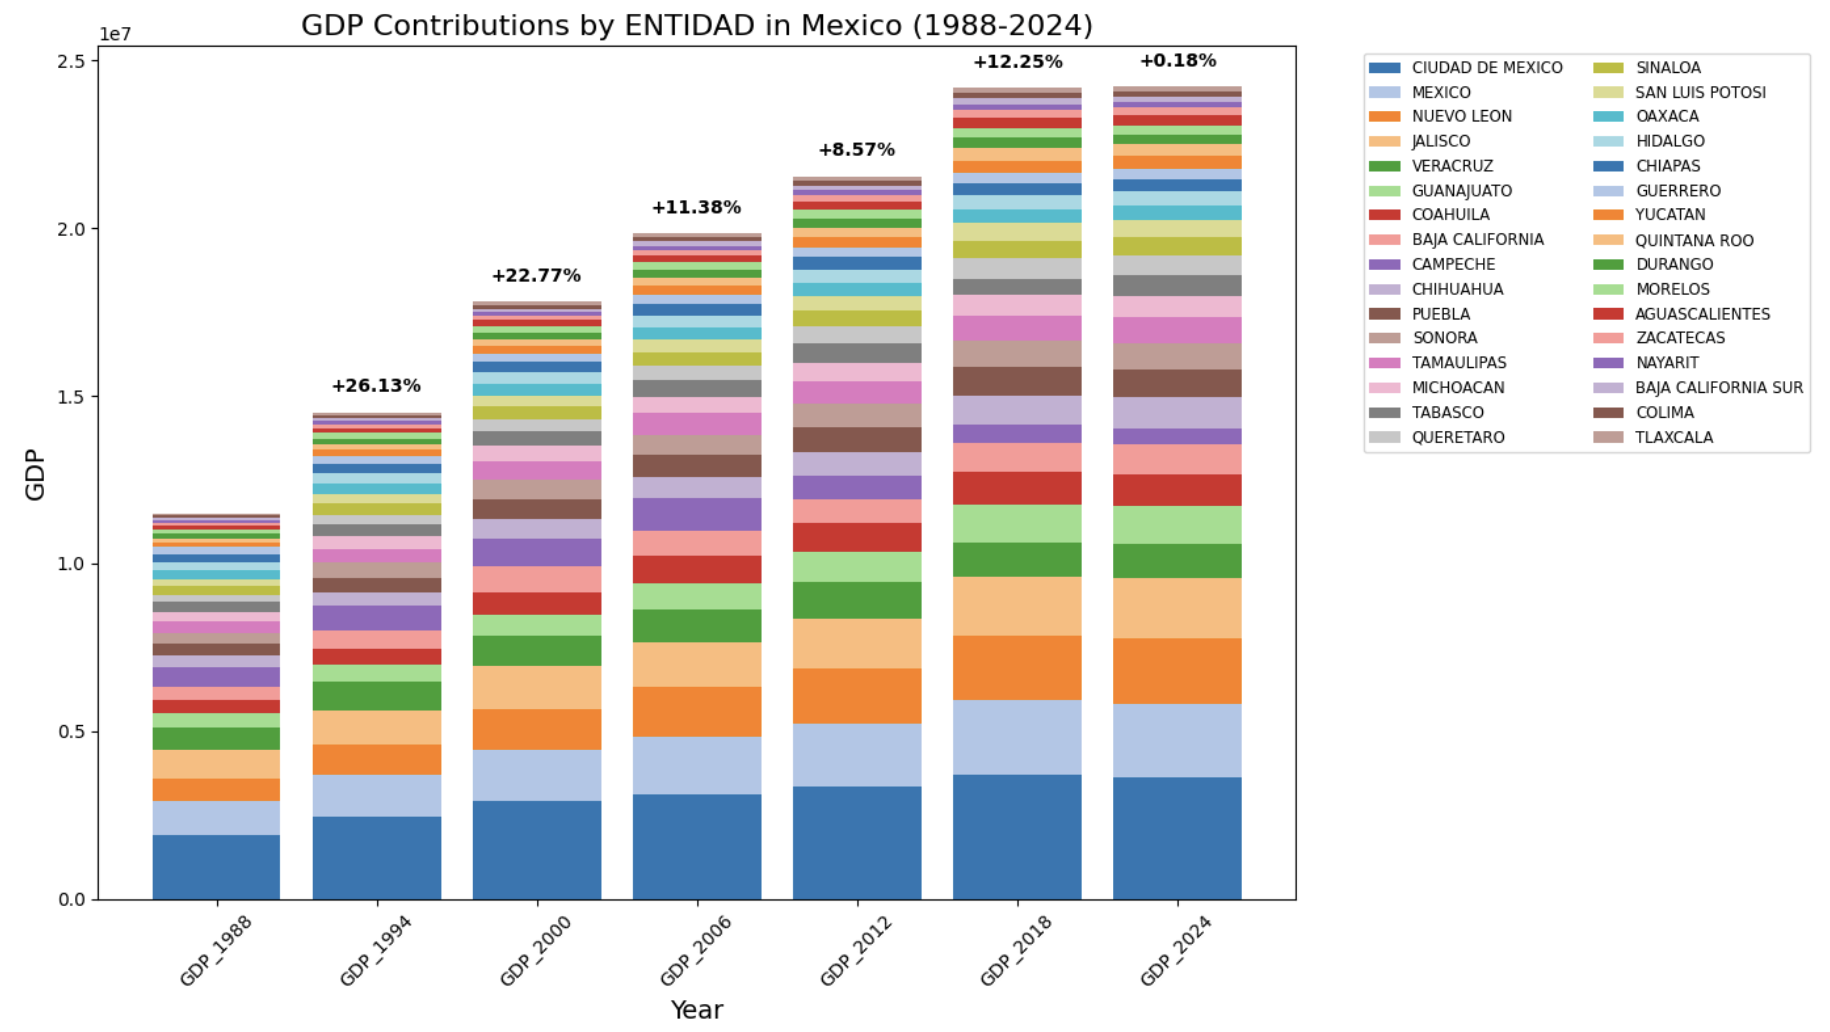 GDP Contributions by ENTIDAD in Mexico (1988-2024)
1e7
2.5
2.0
1.5
1.0
0.5
0.0
GDP
+26.13%
+22.77%
+11.38%
+8.57%
+12.25%
+0.18%
GDP_1988
GDP_1994
GDP_2000
GDP_2006
GDP_2012
GDP_2018
GDP_2024
Year
CIUDAD DE MEXICO
MEXICO
NUEVO LEON
JALISCO
VERACRUZ
GUANAJUATO
COAHUILA
BAJA CALIFORNIA
CAMPECHE
CHIHUAHUA
PUEBLA
SONORA
TAMAULIPAS
MICHOACAN
TABASCO
QUERETARO
SINALOA
SAN LUIS POTOSI
OAXACA
HIDALGO
CHIAPAS
GUERRERO
YUCATAN
QUINTANA ROO
DURANGO
MORELOS
AGUASCALIENTES
ZACATECAS
NAYARIT
BAJA CALIFORNIA SUR
COLIMA
TLAXCALA